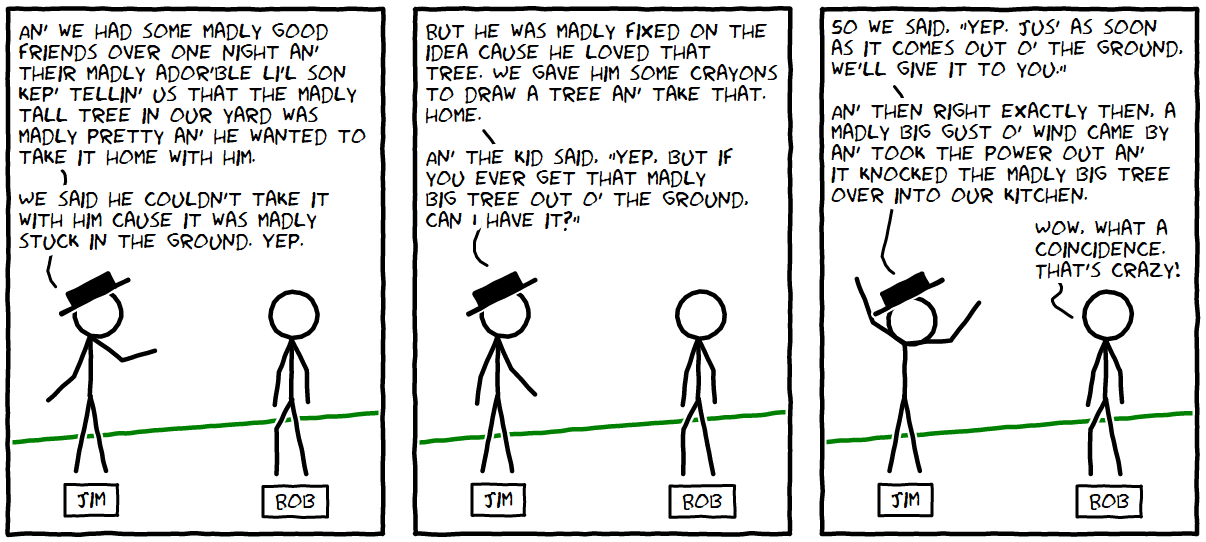 AN' WE HAD SOME MADLY GOOD
FRIENDS OVER ONE NIGHT AN'
THEIR MADLY ADOR'BLE LI'L SON
KEP' TELLIN' US THAT THE MADLY
TALL TREE IN OUR YARD WAS
MADLY PRETTY AN' HE WANTED TO
TAKE IT HOME WITH HIM.
WE SAID HE COULDN'T TAKE IT
WITH HIM CAUSE IT WAS MADLY
STUCK IN THE GROUND. YEP.
JIM
BOB
BUT HE WAS MADLY FIXED ON THE
IDEA CAUSE HE LOVED THAT
TREE. WE GAVE HIM SOME CRAYONS
TO DRAW A TREE AN' TAKE THAT.
HOME.
AN' THE KID SAID, "YEP, BUT IF
YOU EVER GET THAT MADLY
BIG TREE OUT O' THE GROUND,
CAN I HAVE IT?"
JIM
BOB
SO WE SAID, "YEP. JUS' AS SOON
AS IT COMES OUT O' THE GROUND,
WE'LL GIVE IT TO YOU."
AN' THEN RIGHT EXACTLY THEN, A
MADLY BIG GUST O' WIND CAME BY
AN' TOOK THE POWER OUT AN'
IT KNOCKED THE MADLY BIG TREE
OVER INTO OUR KITCHEN.
WOW, WHAT A
COINCIDENCE.
THAT'S CRAZY!
JIM
BOB